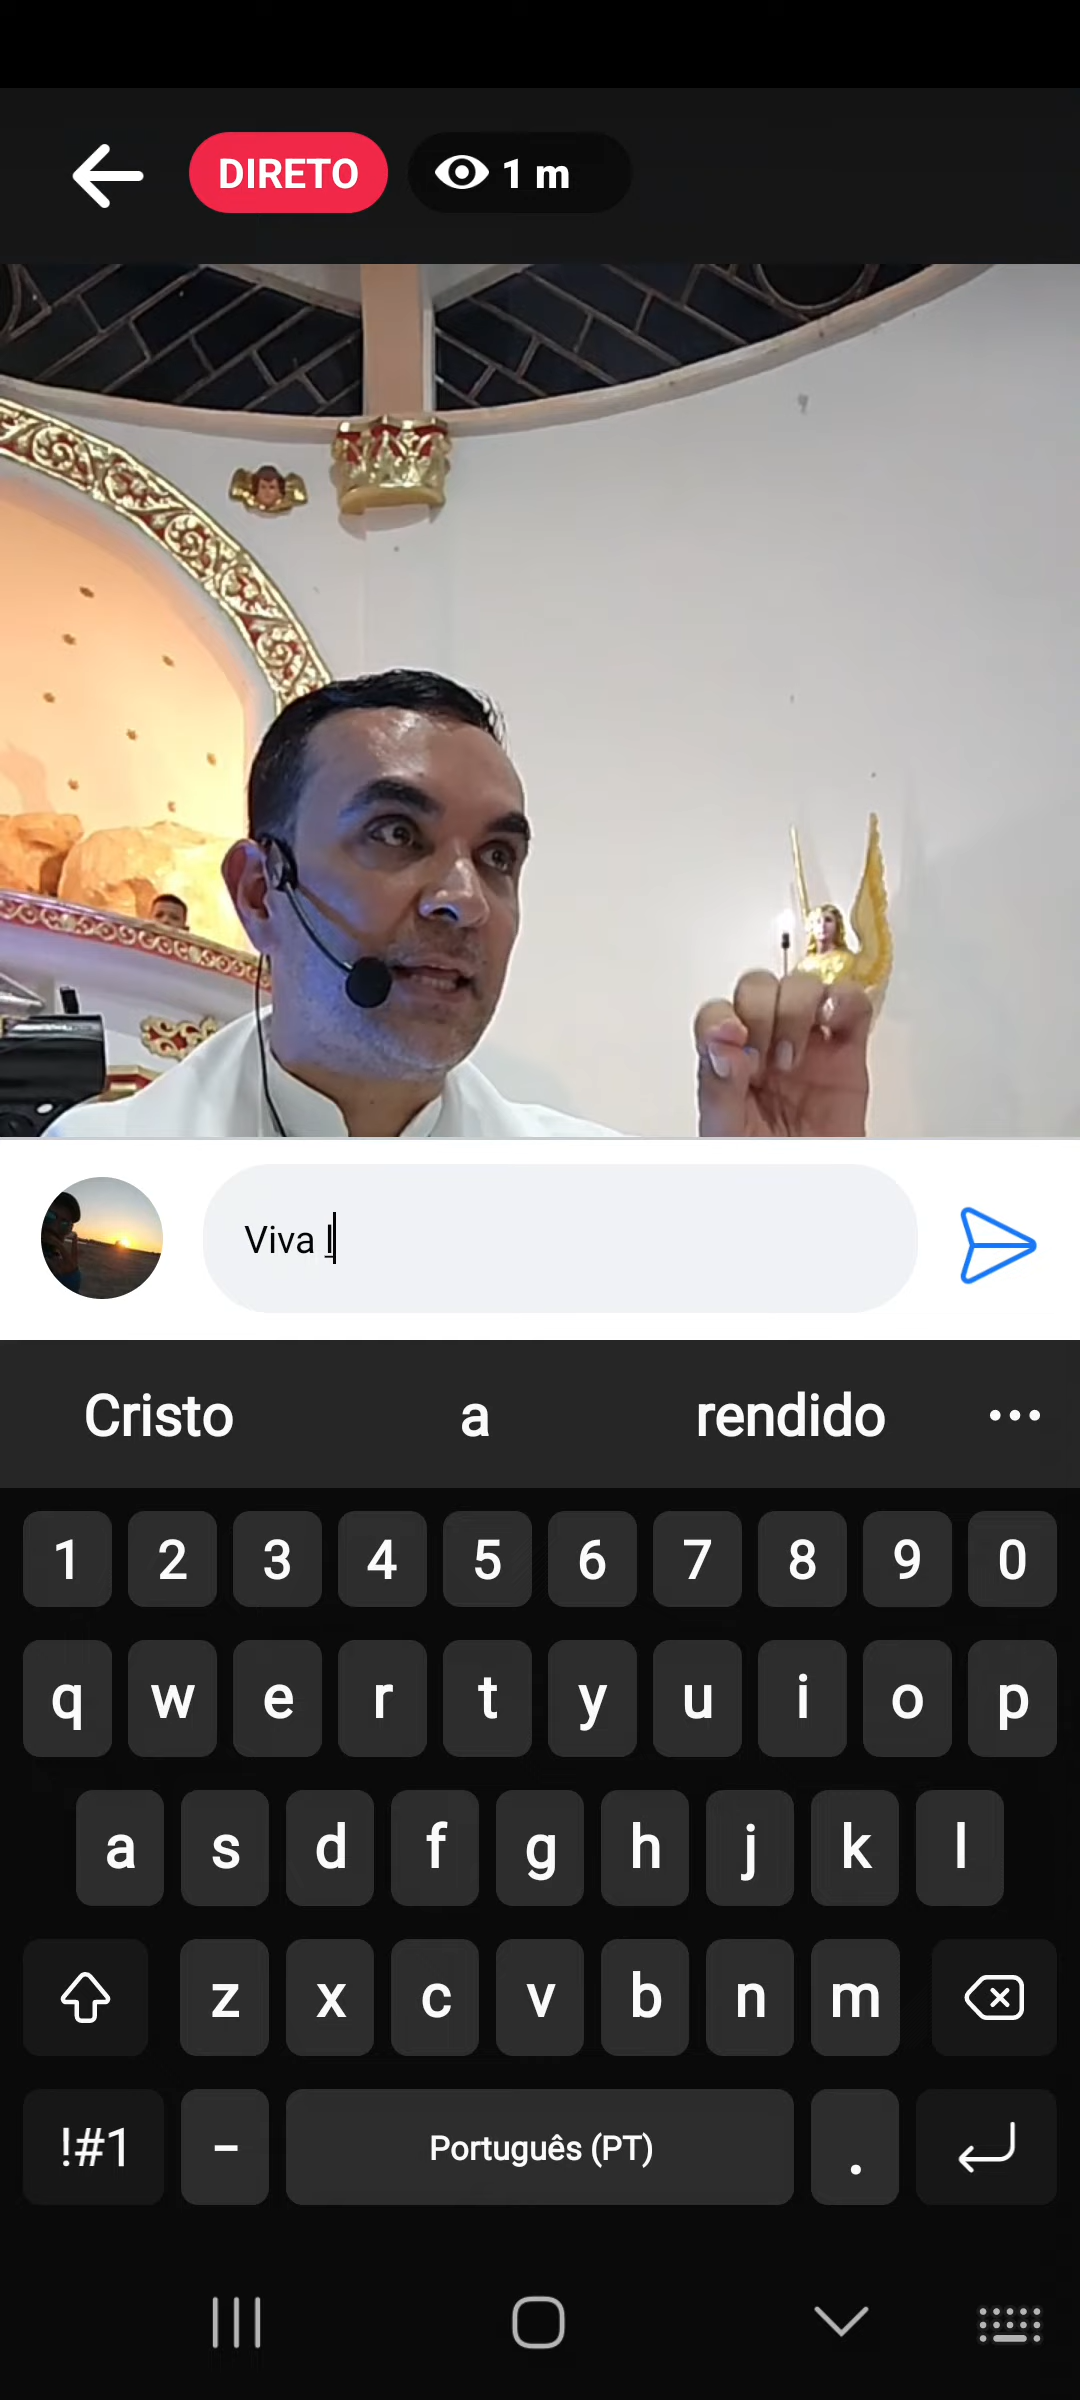 DIRETO 1 m
Viva l
Cristo a rendido
1 2 3 4 5 6 7 8 9 0
q w e r t y u i o p
a s d f g h j k l
z x c v b n m
!#1 - Português (PT) .